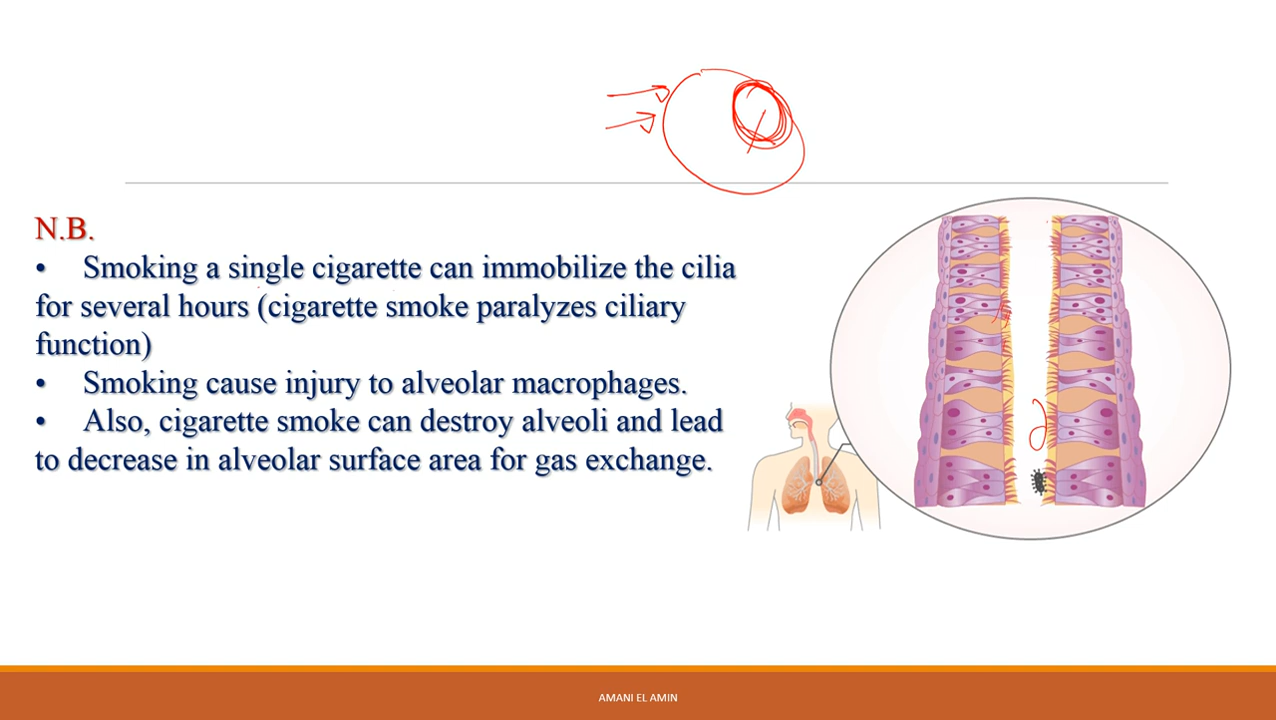 N.B.
• Smoking a single cigarette can immobilize the cilia
for several hours (cigarette smoke paralyzes ciliary
function)
• Smoking cause injury to alveolar macrophages.
• Also, cigarette smoke can destroy alveoli and lead
to decrease in alveolar surface area for gas exchange.
AMANI EL AMIN